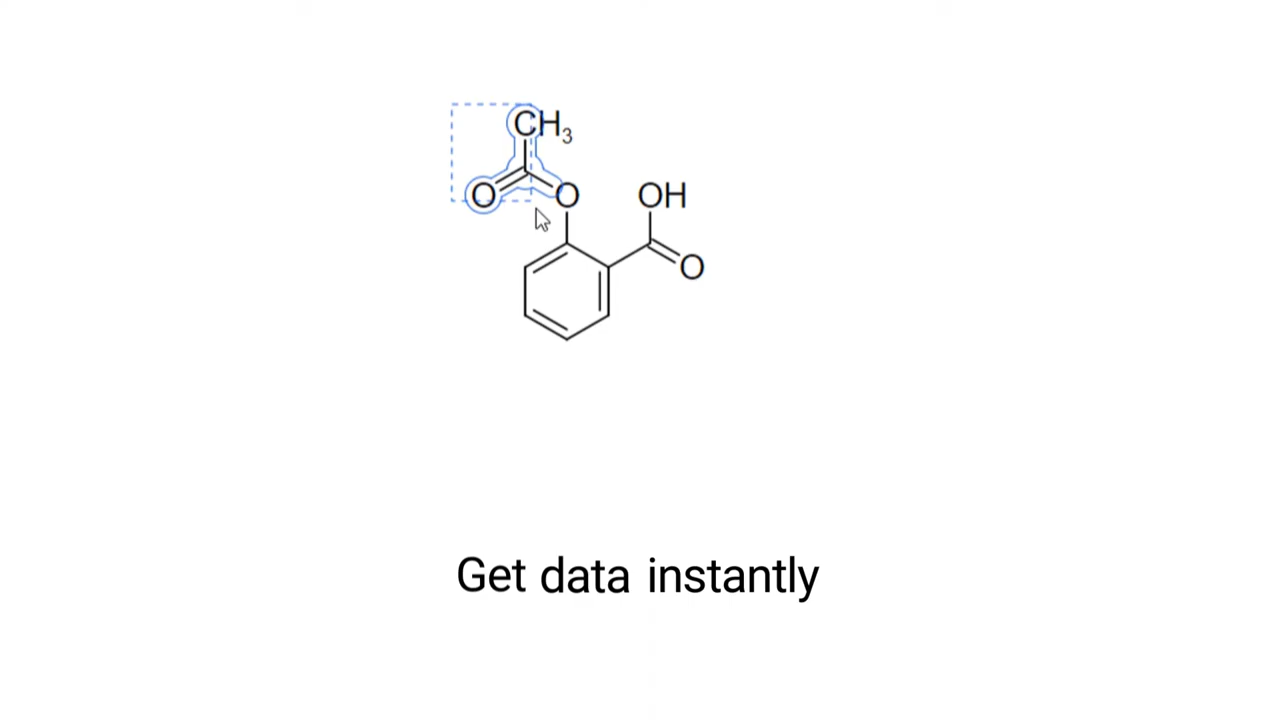 CH₃
O O OH
O
Get data instantly